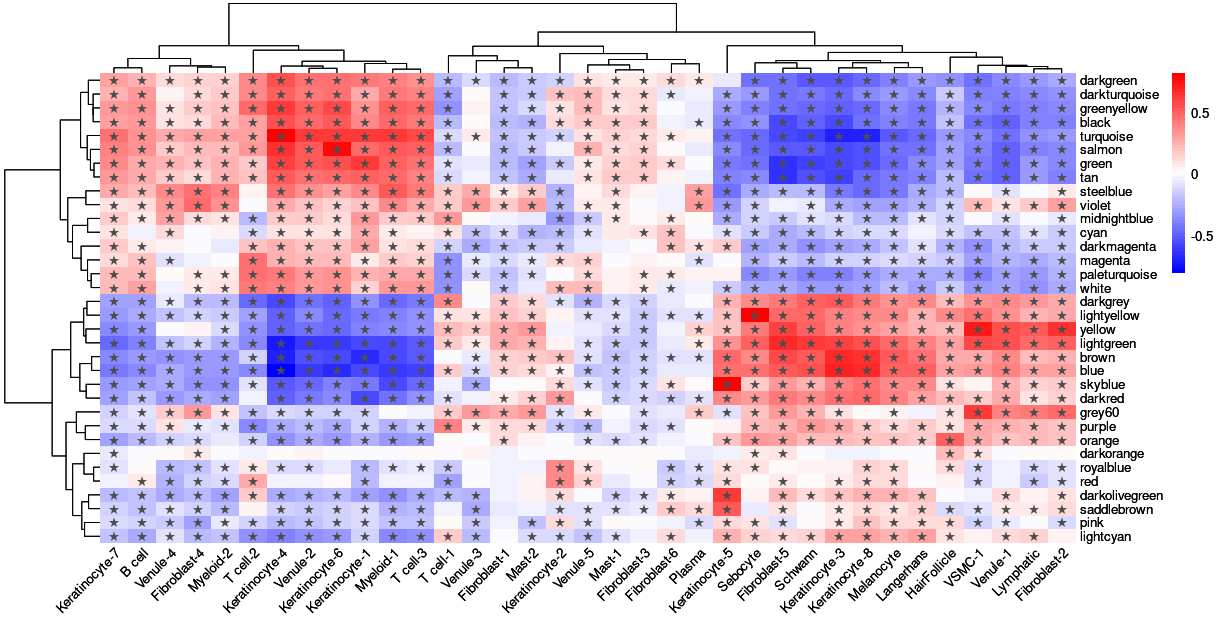 darkgreen
darkturquoise
greenyellow
black
turquoise
salmon
green
tan
steelblue
violet
midnightblue
cyan
darkmagenta
magenta
paleturquoise
white
darkgrey
lightyellow
yellow
lightgreen
brown
blue
skyblue
darkred
grey60
purple
orange
darkorange
royalblue
red
darkolivegreen
saddlebrown
pink
lightcyan
0.5
0
-0.5
Keratinocyte-7
B cell
Venule-4
Fibroblast-4
Myeloid-2
T cell-2
Keratinocyte-4
Venule-2
Keratinocyte-6
Keratinocyte-1
Myeloid-1
T cell-3
T cell-1
Venule-3
Fibroblast-1
Mast-2
Keratinocyte-2
Venule-5
Mast-1
Fibroblast-3
Fibroblast-6
Plasma
Keratinocyte-5
Sebocyte
Fibroblast-5
Schwann
Keratinocyte-3
Keratinocyte-8
Melanocyte
Langerhans
HairFollicle
VSMC-1
Venule-1
Lymphatic
Fibroblast-2